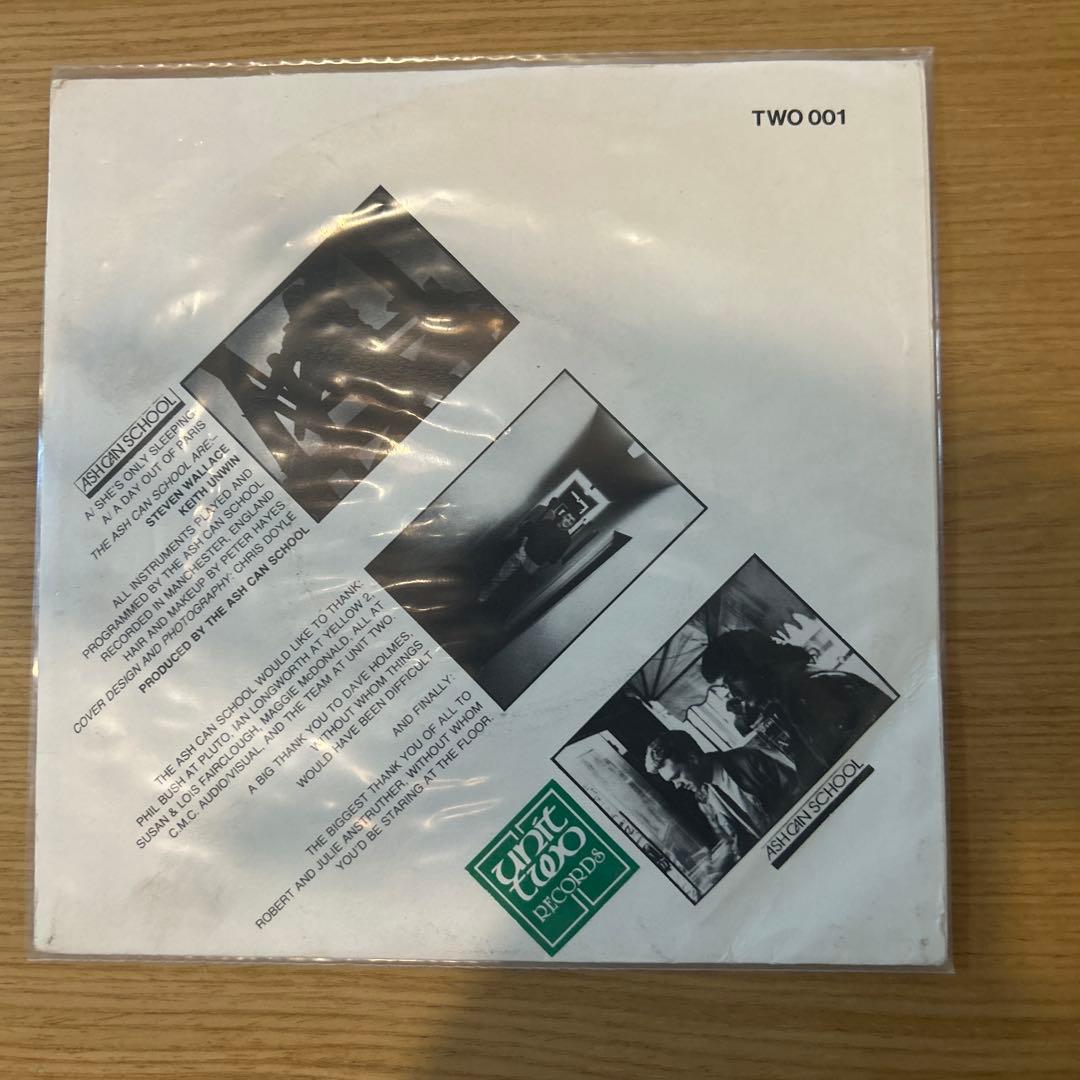 TWO 001
ASH CAN SCHOOL
A/ SHE'S ONLY SLEEPING
A/ A DAY OUT OF PARIS
THE ASH CAN SCHOOL ARE:-
STEVEN WALLACE
KEITH UNWIN
ALL INSTRUMENTS PLAYED AND
PROGRAMMED BY THE ASH CAN SCHOOL
RECORDED IN MANCHESTER, ENGLAND
HAIR AND MAKEUP BY PETER HAYES
COVER DESIGN AND PHOTOGRAPHY: CHRIS DOYLE
PRODUCED BY THE ASH CAN SCHOOL
THE ASH CAN SCHOOL WOULD LIKE TO THANK:
PHIL BUSH AT PLUTO, IAN LONGWORTH AT YELLOW 2,
SUSAN & LOIS FAIRCLOUGH, MAGGIE McDONALD, ALL AT
C.M.C. AUDIO/VISUAL, AND THE TEAM AT UNIT TWO
A BIG THANK YOU TO DAVE HOLMES,
WITHOUT WHOM THINGS
WOULD HAVE BEEN DIFFICULT
AND FINALLY:
THE BIGGEST THANK YOU OF ALL TO
ROBERT AND JULIE ANSTRUTHER, WITHOUT WHOM
YOU'D BE STARING AT THE FLOOR.
unit
two
RECORDS
ASH CAN SCHOOL